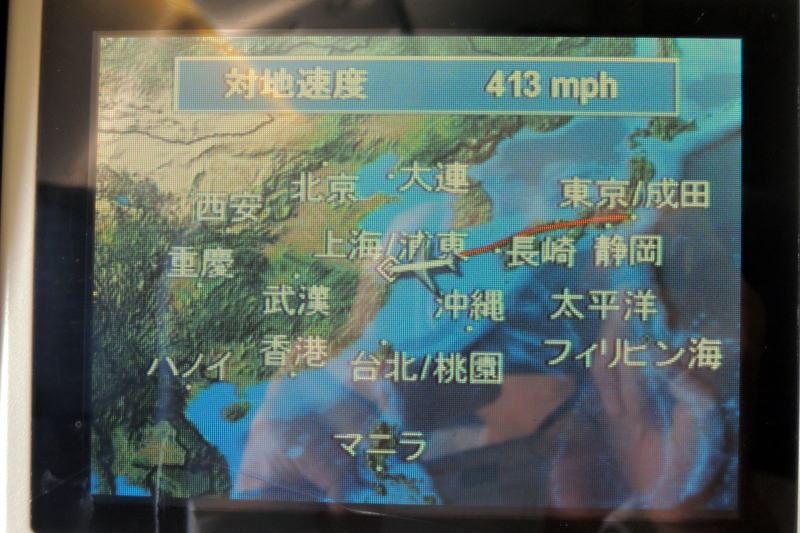 対地速度 413 mph
北京 大連
西安 東京/成田
上海/浦東 長崎 静岡
重慶
武漢 沖縄 太平洋
ハノイ 香港 台北/桃園 フィリピン海
マニラ